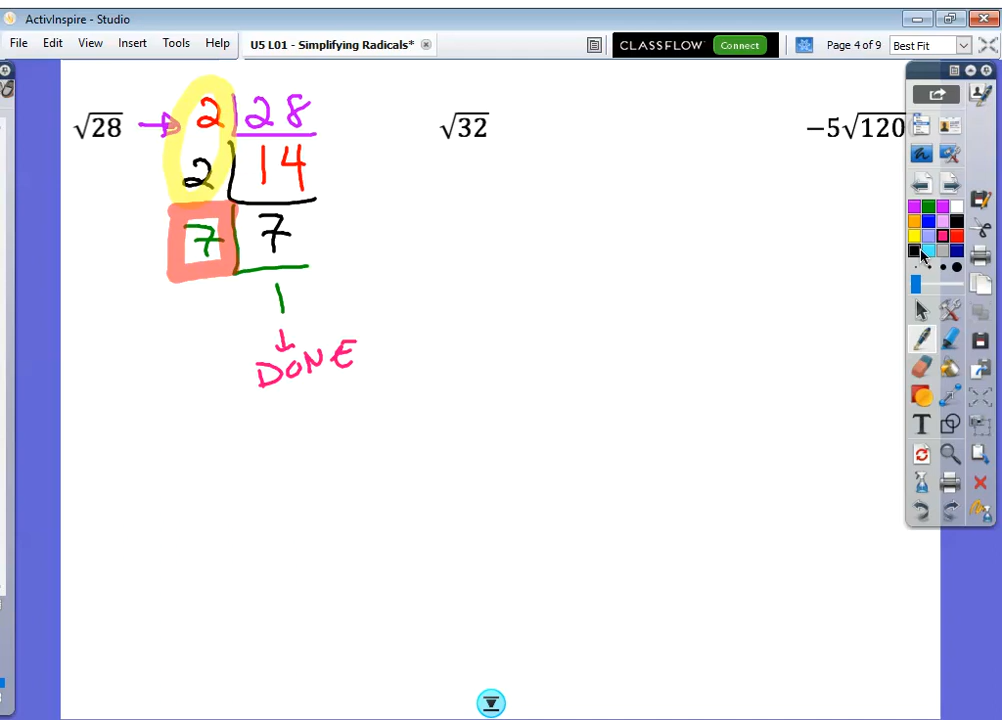 ActivInspire - Studio
File Edit View Insert Tools Help U5 L01 - Simplifying Radicals* CLASSFLOW Connect Page 4 of 9 Best Fit
√28 → 2 28 √32 −5√120
2 14
7 7
1
↓
DONE
T